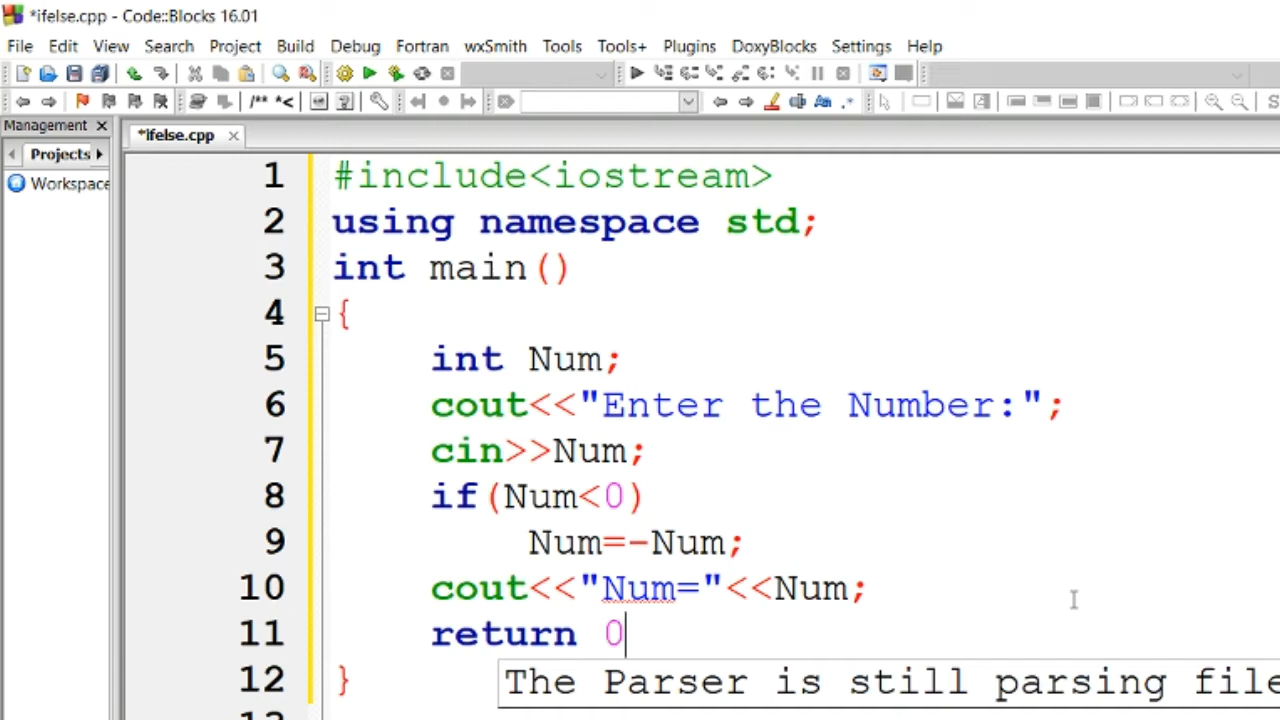 *ifelse.cpp - Code::Blocks 16.01
File Edit View Search Project Build Debug Fortran wxSmith Tools Tools+ Plugins DoxyBlocks Settings Help
/** *<
Management
Projects
*ifelse.cpp
Workspace
1 #include<iostream>
2 using namespace std;
3 int main()
4 {
5 int Num;
6 cout<<"Enter the Number:";
7 cin>>Num;
8 if(Num<0)
9 Num=-Num;
10 cout<<"Num="<<Num;
11 return 0
12 }
The Parser is still parsing file